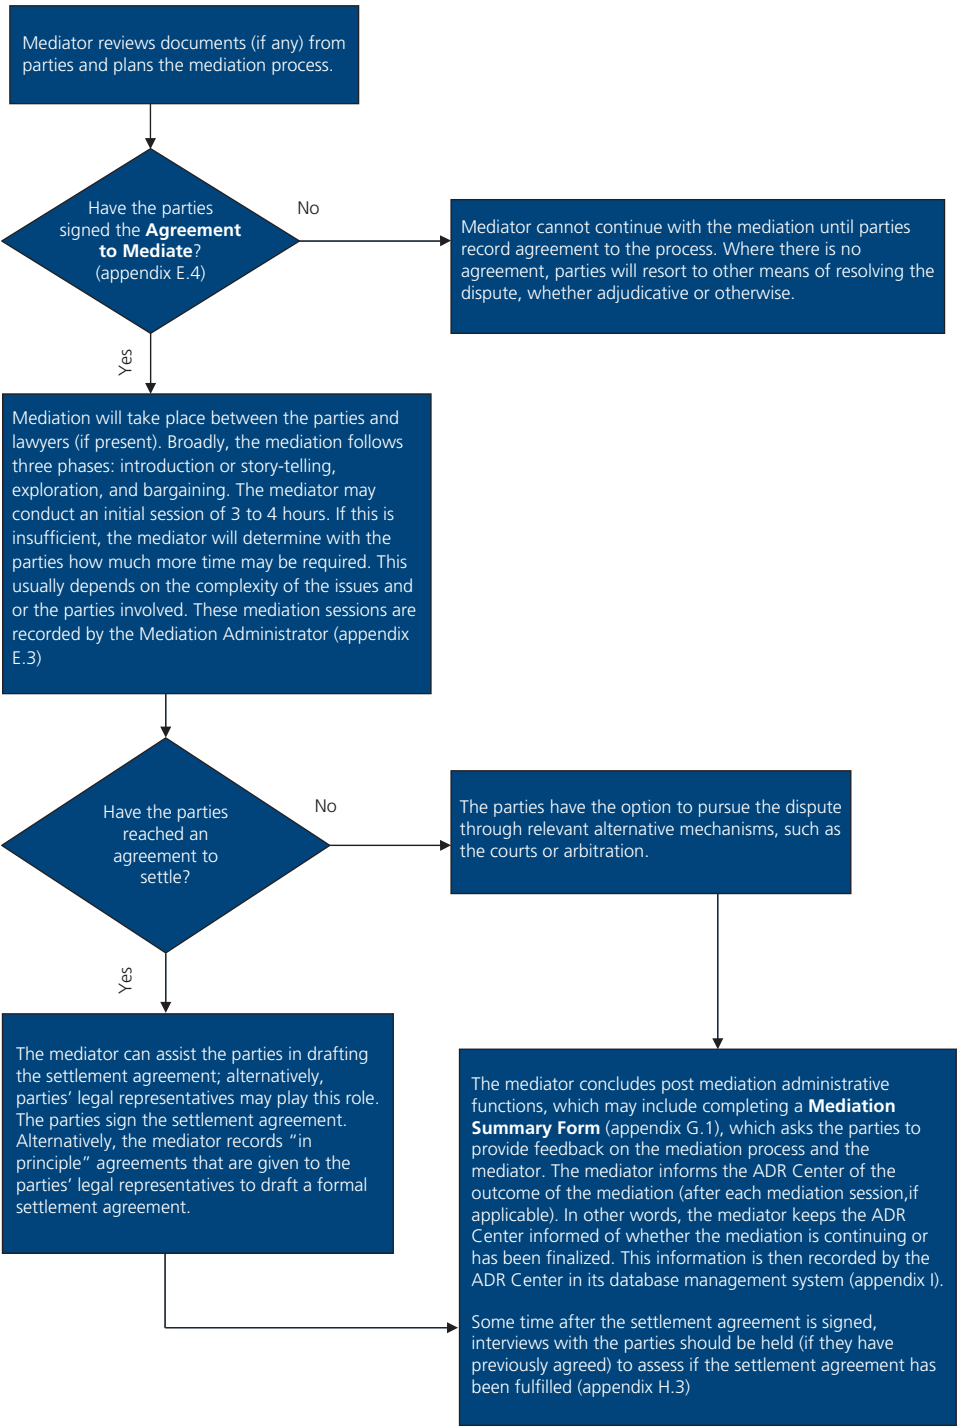 Mediator reviews documents (if any) from
parties and plans the mediation process.
Have the parties
signed the Agreement
to Mediate?
(appendix E.4)
No
Mediator cannot continue with the mediation until parties
record agreement to the process. Where there is no
agreement, parties will resort to other means of resolving the
dispute, whether adjudicative or otherwise.
Yes
Mediation will take place between the parties and
lawyers (if present). Broadly, the mediation follows
three phases: introduction or story-telling,
exploration, and bargaining. The mediator may
conduct an initial session of 3 to 4 hours. If this is
insufficient, the mediator will determine with the
parties how much more time may be required. This
usually depends on the complexity of the issues and
or the parties involved. These mediation sessions are
recorded by the Mediation Administrator (appendix
E.3)
Have the parties
reached an
agreement to
settle?
No
The parties have the option to pursue the dispute
through relevant alternative mechanisms, such as
the courts or arbitration.
Yes
The mediator can assist the parties in drafting
the settlement agreement; alternatively,
parties’ legal representatives may play this role.
The parties sign the settlement agreement.
Alternatively, the mediator records “in
principle” agreements that are given to the
parties’ legal representatives to draft a formal
settlement agreement.
The mediator concludes post mediation administrative
functions, which may include completing a Mediation
Summary Form (appendix G.1), which asks the parties to
provide feedback on the mediation process and the
mediator. The mediator informs the ADR Center of the
outcome of the mediation (after each mediation session,if
applicable). In other words, the mediator keeps the ADR
Center informed of whether the mediation is continuing or
has been finalized. This information is then recorded by the
ADR Center in its database management system (appendix I).
Some time after the settlement agreement is signed,
interviews with the parties should be held (if they have
previously agreed) to assess if the settlement agreement has
been fulfilled (appendix H.3)